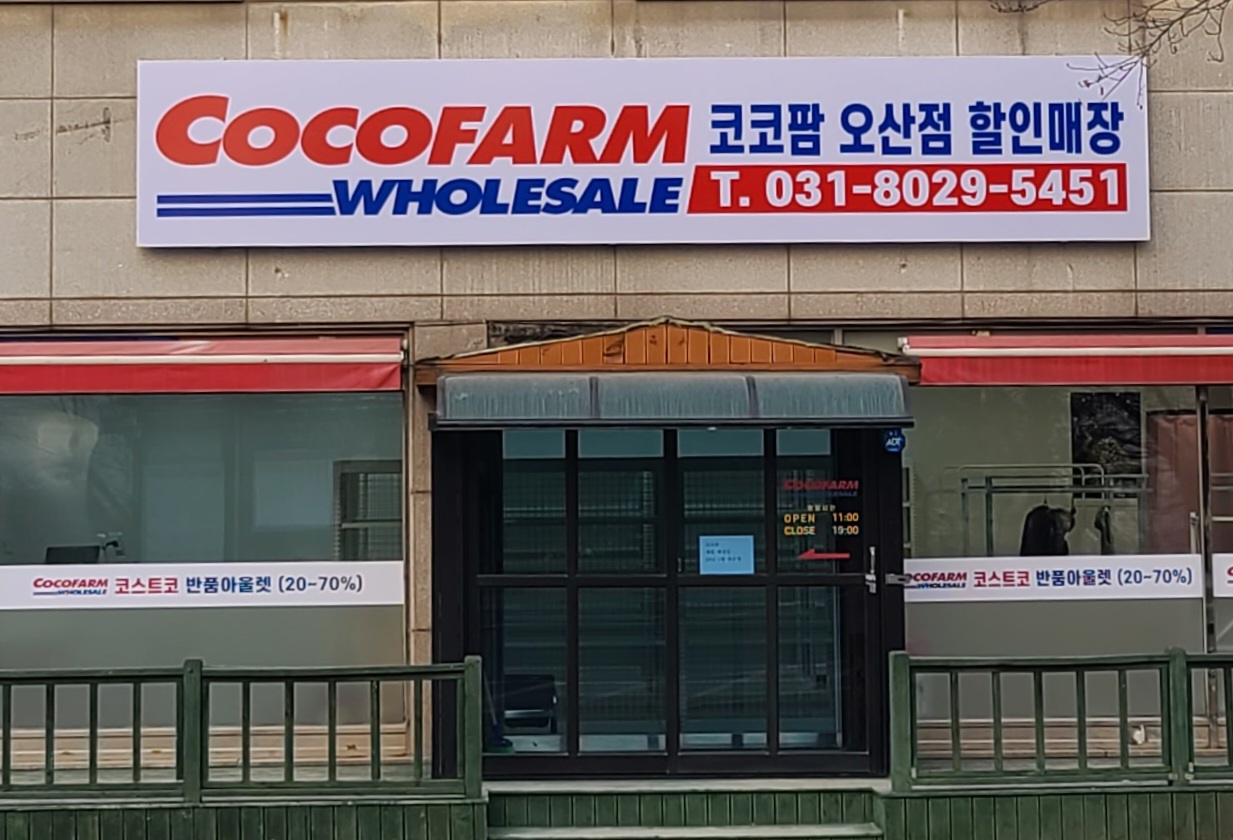 COCOFARM
WHOLESALE
코코팜 오산점 할인매장
T. 031-8029-5451
ADT
COCOFARM
WHOLESALE
OPEN 11:00
CLOSE
COCOFARM
WHOLESALE
코스트코 반품아울렛 (20~70%)
COCOFARM
WHOLESALE
코스트코 반품아울렛 (20~70%)